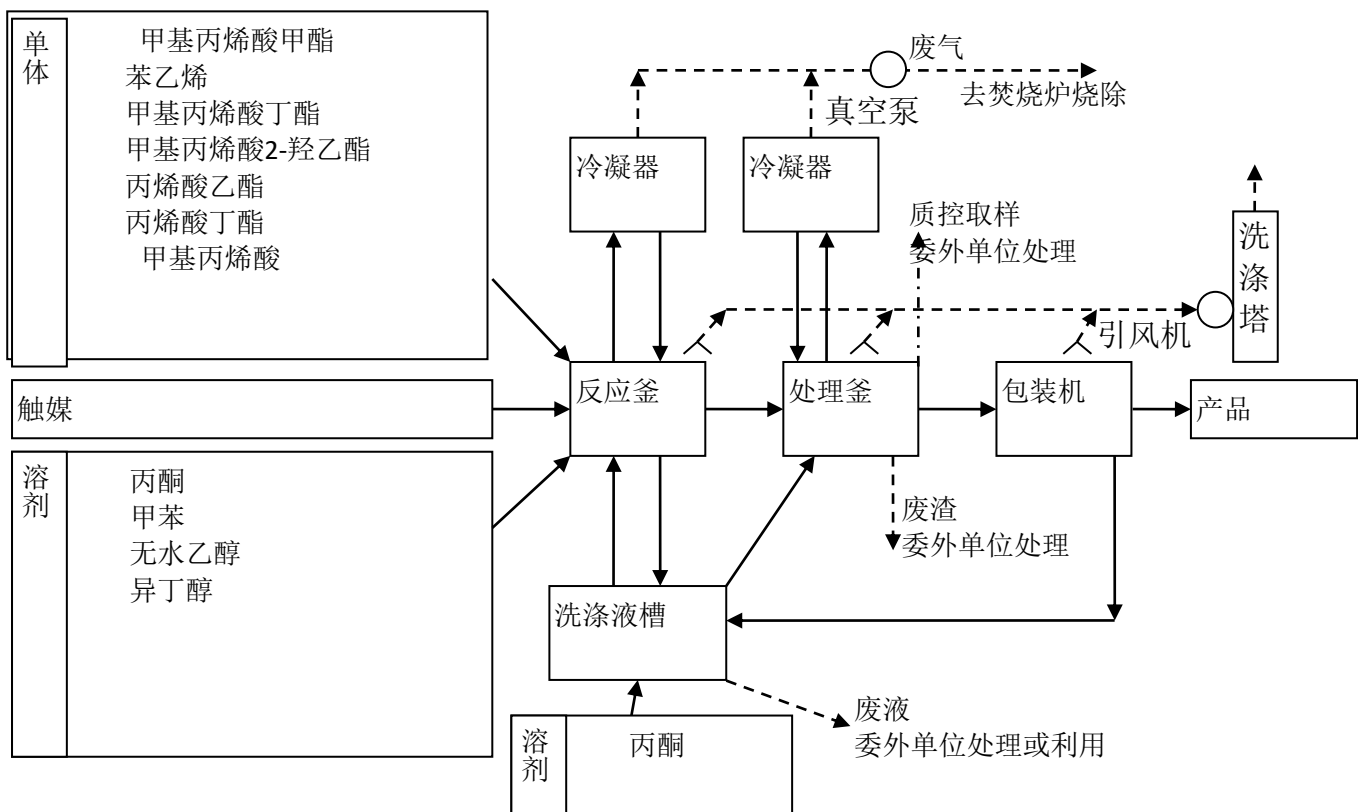 单体
甲基丙烯酸甲酯
苯乙烯
甲基丙烯酸丁酯
甲基丙烯酸2-羟乙酯
丙烯酸乙酯
丙烯酸丁酯
甲基丙烯酸
废气
去焚烧炉烧除
真空泵
冷凝器
冷凝器
质控取样
委外单位处理
洗涤塔
引风机
触媒
反应釜
处理釜
包装机
产品
溶剂
丙酮
甲苯
无水乙醇
异丁醇
废渣
委外单位处理
洗涤液槽
废液
委外单位处理或利用
溶剂
丙酮